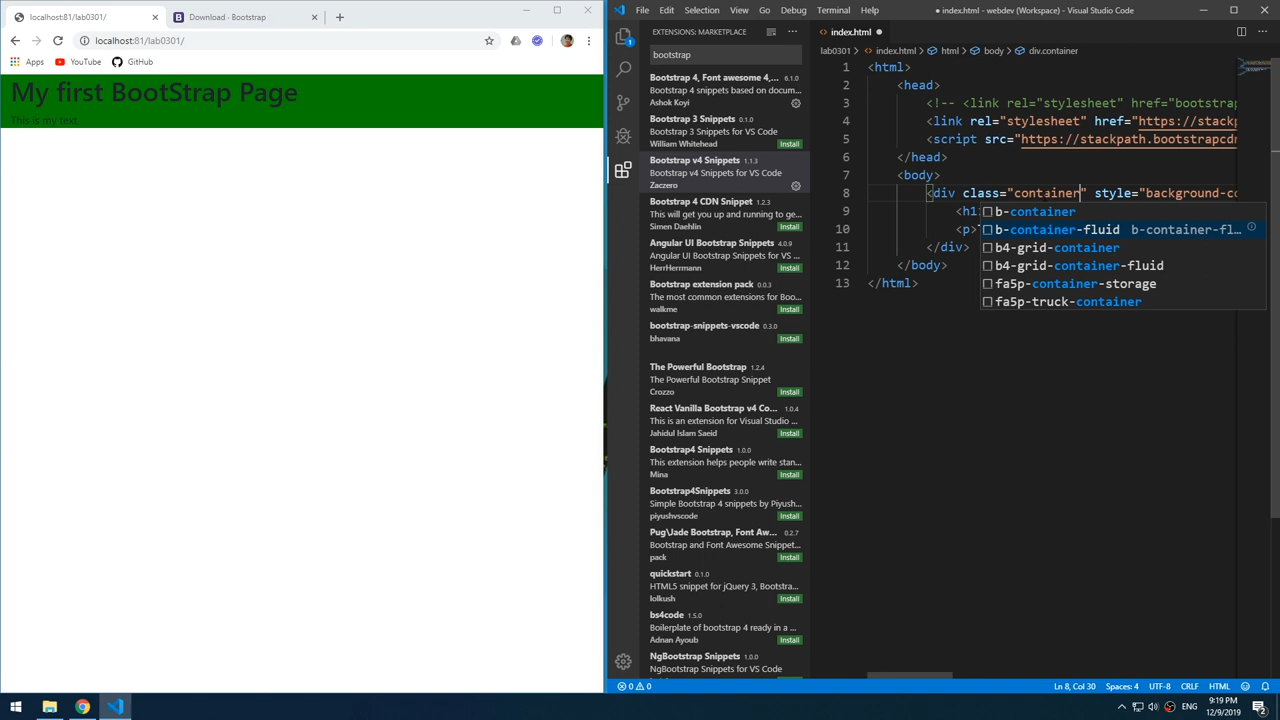 localhost:81/lab0301/
Download · Bootstrap
localhost:81/lab0301/
Apps YouTube GitHub
My first BootStrap Page
This is my text
File Edit Selection View Go Debug Terminal Help
● index.html - webdev (Workspace) - Visual Studio Code
EXTENSIONS: MARKETPLACE
bootstrap
Bootstrap 4, Font awesome 4,... 6.1.0
Bootstrap 4 snippets based on docum...
Ashok Koyi
Bootstrap 3 Snippets 0.1.0
Bootstrap 3 Snippets for VS Code
William Whitehead Install
Bootstrap v4 Snippets 1.1.3
Bootstrap v4 Snippets for VS Code
Zaczero
Bootstrap 4 CDN Snippet 1.2.3
This will get you up and running to ge...
Simen Daehlin Install
Angular UI Bootstrap Snippets 4.0.9
Angular UI Bootstrap Snippets for VS ...
HerrHerrmann Install
Bootstrap extension pack 0.0.3
The most common extensions for Boo...
walkme Install
bootstrap-snippets-vscode 0.3.0
bhavana Install
The Powerful Bootstrap 1.2.4
The Powerful Bootstrap Snippet
Crozzo Install
React Vanilla Bootstrap v4 Co... 1.0.4
This is an extension for Visual Studio ...
Jahidul Islam Saeid Install
Bootstrap4 Snippets 1.0.0
This extension helps people write stan...
Mina Install
Bootstrap4Snippets 3.0.0
Simple Bootstrap 4 snippets by Piyush...
piyushvscode Install
Pug\Jade Bootstrap, Font Aw... 0.2.7
Bootstrap and Font Awesome Snippet...
pack Install
quickstart 0.1.0
HTML5 snippet for jQuery 3, Bootstra...
lolkush Install
bs4code 1.5.0
Boilerplate of bootstrap 4 ready in a ...
Adnan Ayoub Install
NgBootstrap Snippets 1.0.0
NgBootstrap Snippets for VS Code
index.html
lab0301 > index.html > html > body > div.container
1 <html>
2 <head>
3 <!-- <link rel="stylesheet" href="bootstrap
4 <link rel="stylesheet" href="https://stackp
5 <script src="https://stackpath.bootstrapcdn
6 </head>
7 <body>
8 <div class="container" style="background-co
9 <h1
10 <p>
11 </div>
12 </body>
13 </html>
b-container
b-container-fluid b-container-fl...
b4-grid-container
b4-grid-container-fluid
fa5p-container-storage
fa5p-truck-container
0 0
Ln 8, Col 30 Spaces: 4 UTF-8 CRLF HTML
ENG
9:19 PM
12/9/2019
2